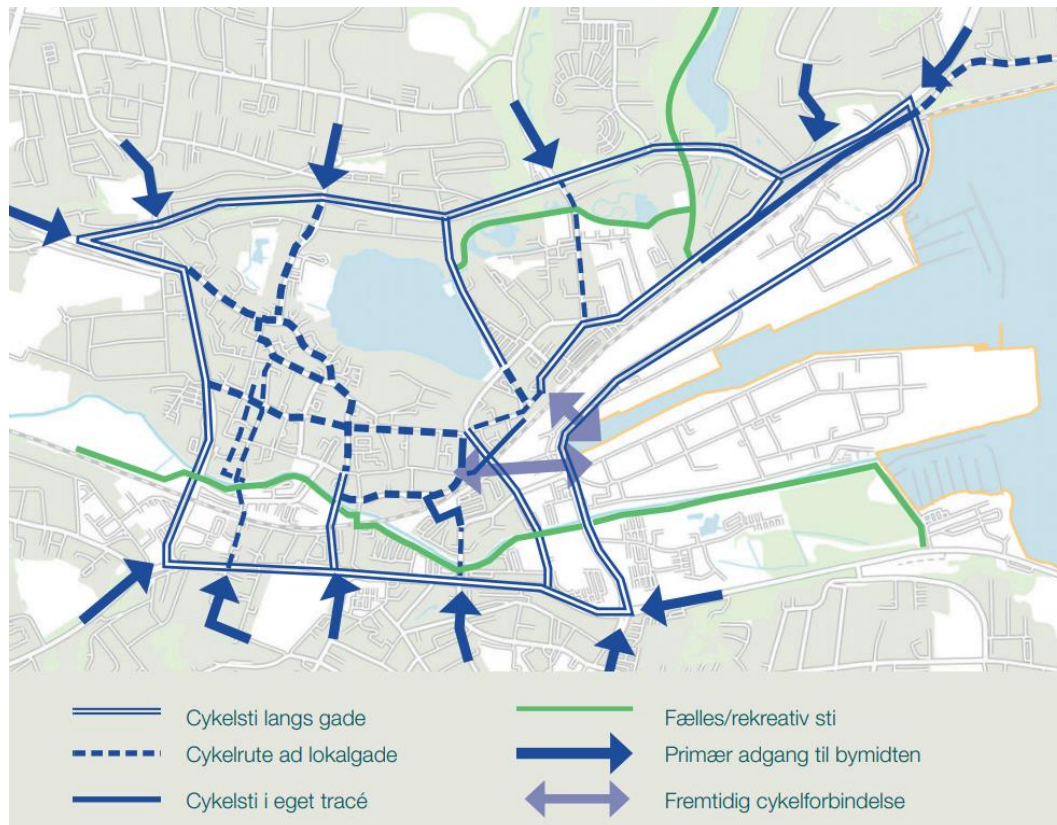 Cykelsti langs gade
Cykelrute ad lokalgade
Cykelsti i eget tracé
Fælles/rekreativ sti
Primær adgang til bymidten
Fremtidig cykelforbindelse